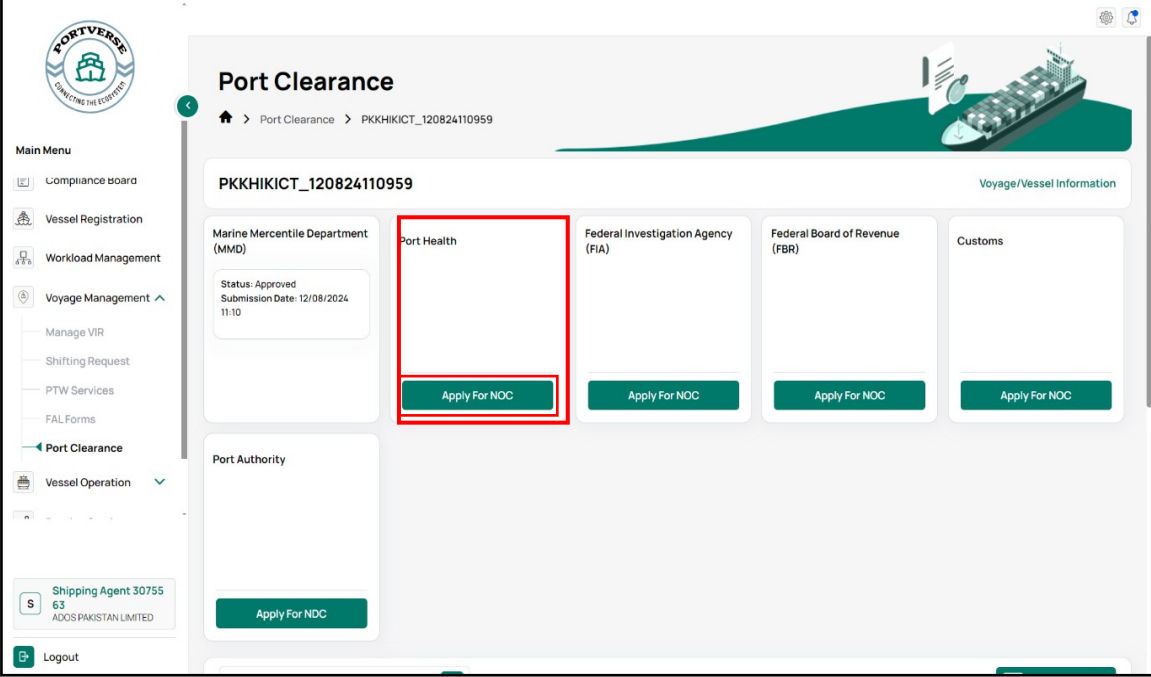 PORTVERSE
CONNECTING THE ECOSYSTEM
Port Clearance
Port Clearance > PKKHIKICT_120824110959
Main Menu
Compliance Board
Vessel Registration
Workload Management
Voyage Management
Manage VIR
Shifting Request
PTW Services
FAL Forms
Port Clearance
Vessel Operation
Shipping Agent 30755
63
S
ADOS PAKISTAN LIMITED
Logout
PKKHIKICT_120824110959
Voyage/Vessel Information
Marine Mercentile Department
(MMD)
Status: Approved
Submission Date: 12/08/2024
11:10
Port Health
Apply For NOC
Federal Investigation Agency
(FIA)
Apply For NOC
Federal Board of Revenue
(FBR)
Apply For NOC
Customs
Apply For NOC
Port Authority
Apply For NDC